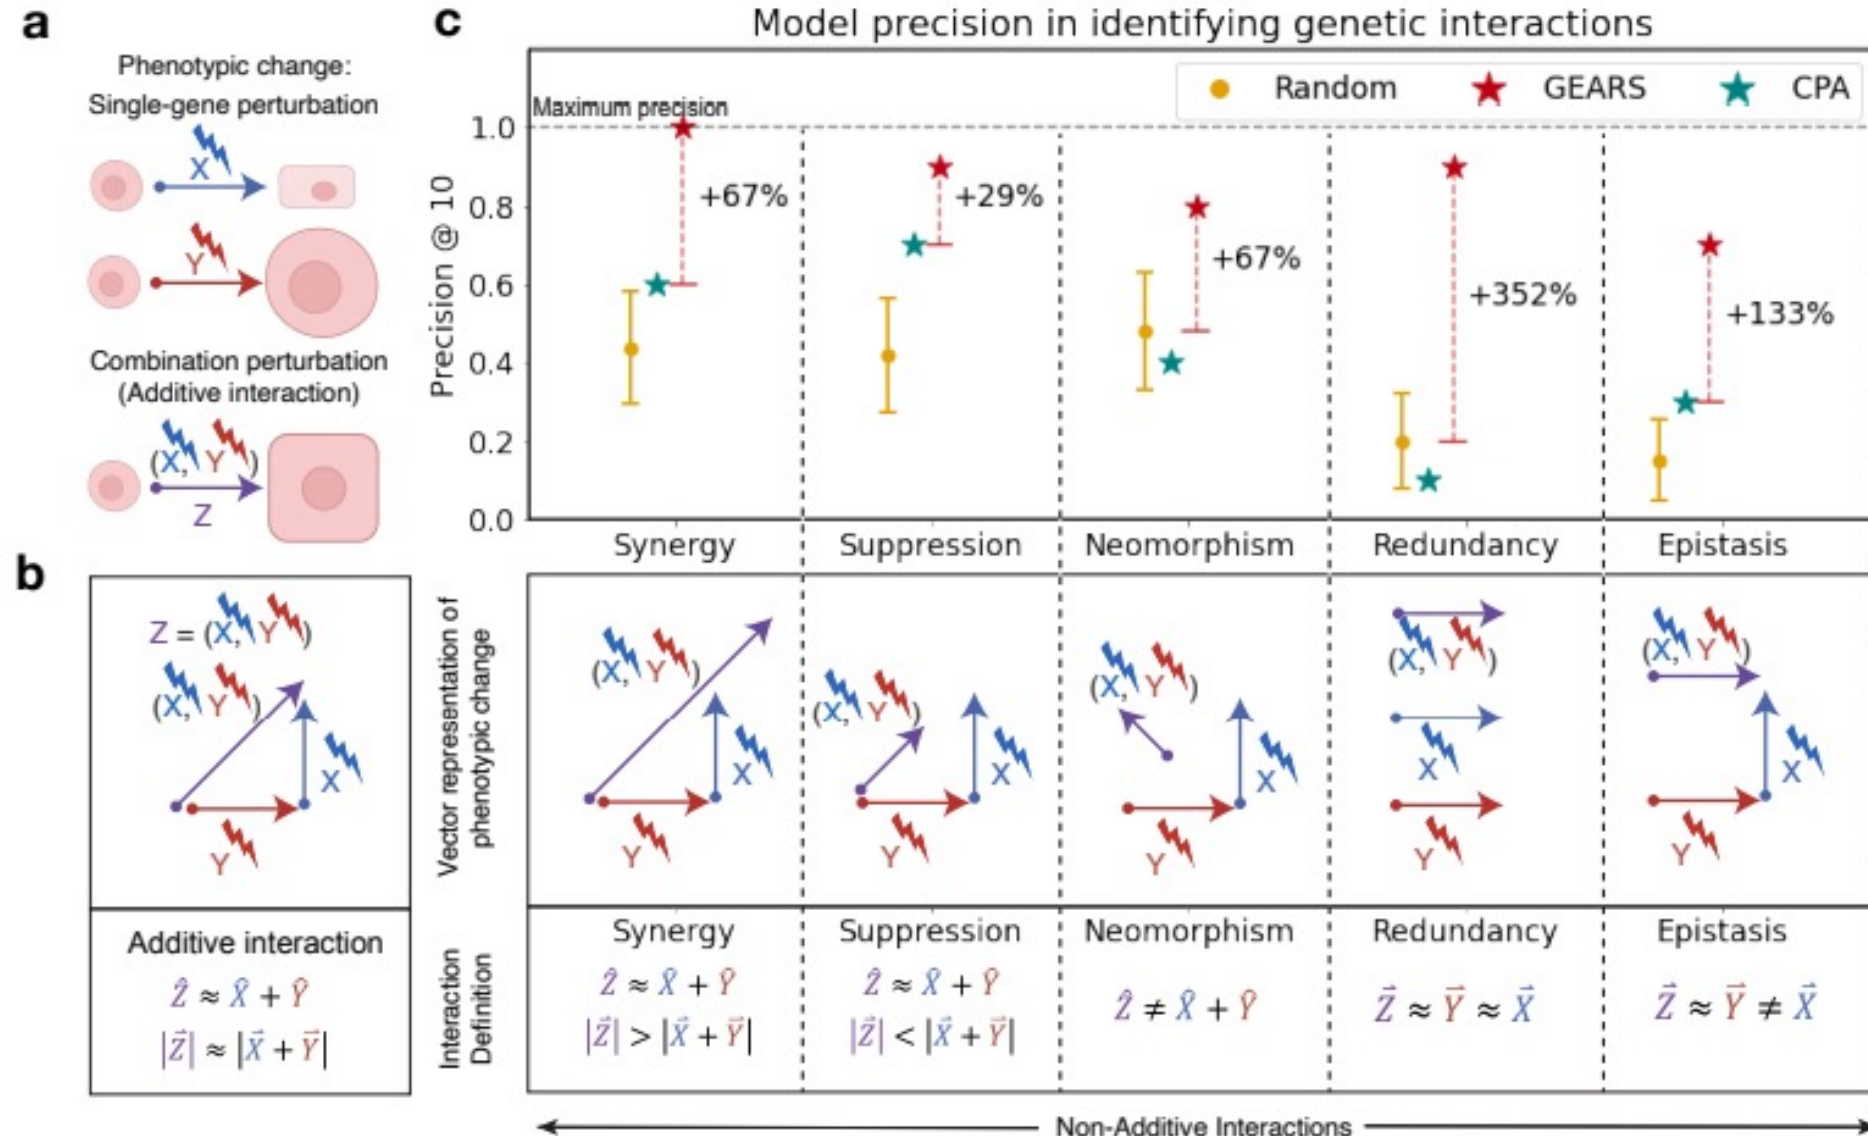 a
Phenotypic change:
Single-gene perturbation
X
Y
Combination perturbation
(Additive interaction)
(X, Y)
Z
b
Z = (X, Y)
(X, Y)
X
Y
Additive interaction
Ẑ ≈ X̂ + Ŷ
|Z⃗| ≈ |X⃗ + Y⃗|
c
Model precision in identifying genetic interactions
Random GEARS CPA
Maximum precision
Precision @ 10
1.0
0.8
0.6
0.4
0.2
0.0
+67%
+29%
+67%
+352%
+133%
Synergy Suppression Neomorphism Redundancy Epistasis
Vector representation of
phenotypic change
(X, Y)
X
Y
(X, Y)
X
Y
(X, Y)
X
Y
(X, Y)
X
Y
(X, Y)
X
Y
Interaction
Definition
Synergy
Ẑ ≈ X̂ + Ŷ
|Z⃗| > |X⃗ + Y⃗|
Suppression
Ẑ ≈ X̂ + Ŷ
|Z⃗| < |X⃗ + Y⃗|
Neomorphism
Ẑ ≠ X̂ + Ŷ
Redundancy
Z⃗ ≈ Y⃗ ≈ X⃗
Epistasis
Z⃗ ≈ Y⃗ ≠ X⃗
Non-Additive Interactions